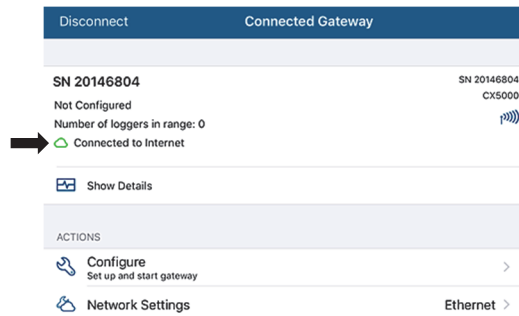 Disconnect Connected Gateway
SN 20146804 SN 20146804
Not Configured CX5000
Number of loggers in range: 0
Connected to Internet
Show Details
ACTIONS
Configure
Set up and start gateway
Network Settings Ethernet